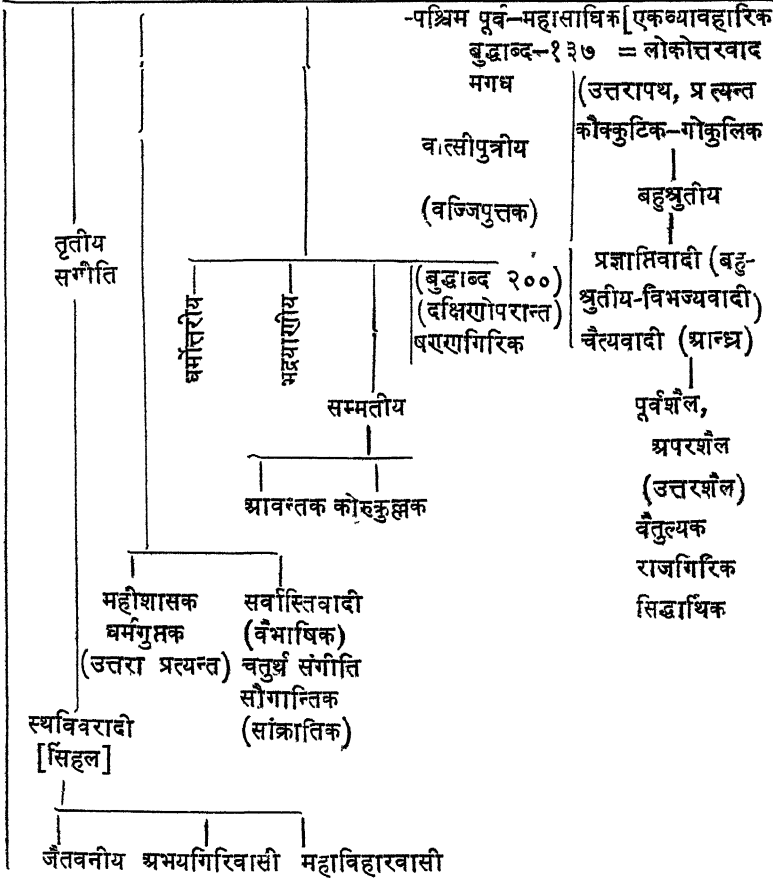 -पश्चिम पूर्व-महासाघिक[एकव्यावहारिक
बुद्धाब्द-१३७ = लोकोत्तरवाद
मगध
(उत्तरापथ, प्रत्यन्त
कौक्कुटिक-गोकुलिक
वात्सीपुत्रीय
बहुश्रुतीय
(वज्जिपुत्तक)
तृतीय
सगीति
प्रज्ञाप्तिवादी (बहु-
श्रुतीय-विभज्यवादी)
चैत्यवादी (आन्ध्र)
(बुद्धाब्द २००)
(दक्षिणोपरान्त)
षण्णगिरिक
धर्मोत्तरीय
भद्रयाणीय
सम्मतीय
पूर्वशैल,
अपरशैल
(उत्तरशैल)
वैतुल्यक
राजगिरिक
सिद्धार्थिक
आवन्तक कोरुकुल्लक
महीशासक
धर्मगुप्तक
(उत्तरा प्रत्यन्त)
सर्वास्तिवादी
(वैभाषिक)
चतुर्थ संगीति
सौगान्तिक
(सांक्रातिक)
स्थविवरादी
[सिंहल]
जैतवनीय अभयगिरिवासी महाविहारवासी